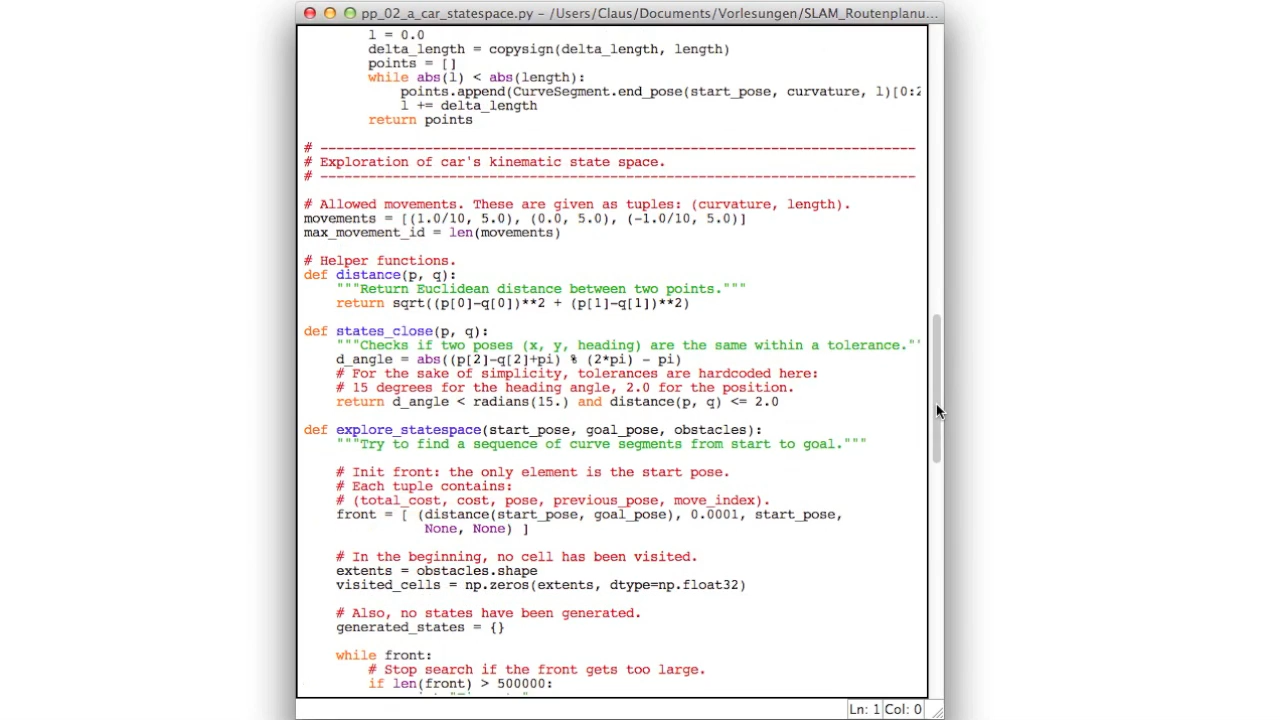 pp_02_a_car_statespace.py – /Users/Claus/Documents/Vorlesungen/SLAM_Routenplanu...
l = 0.0
delta_length = copysign(delta_length, length)
points = []
while abs(l) < abs(length):
points.append(CurveSegment.end_pose(start_pose, curvature, l)[0:2
l += delta_length
return points
# --------------------------------------------------------------------------
# Exploration of car's kinematic state space.
# --------------------------------------------------------------------------
# Allowed movements. These are given as tuples: (curvature, length).
movements = [(1.0/10, 5.0), (0.0, 5.0), (-1.0/10, 5.0)]
max_movement_id = len(movements)
# Helper functions.
def distance(p, q):
"""Return Euclidean distance between two points."""
return sqrt((p[0]-q[0])**2 + (p[1]-q[1])**2)
def states_close(p, q):
"""Checks if two poses (x, y, heading) are the same within a tolerance."'
d_angle = abs((p[2]-q[2]+pi) % (2*pi) - pi)
# For the sake of simplicity, tolerances are hardcoded here:
# 15 degrees for the heading angle, 2.0 for the position.
return d_angle < radians(15.) and distance(p, q) <= 2.0
def explore_statespace(start_pose, goal_pose, obstacles):
"""Try to find a sequence of curve segments from start to goal."""
# Init front: the only element is the start pose.
# Each tuple contains:
# (total_cost, cost, pose, previous_pose, move_index).
front = [ (distance(start_pose, goal_pose), 0.0001, start_pose,
None, None) ]
# In the beginning, no cell has been visited.
extents = obstacles.shape
visited_cells = np.zeros(extents, dtype=np.float32)
# Also, no states have been generated.
generated_states = {}
while front:
# Stop search if the front gets too large.
if len(front) > 500000:
Ln: 1 Col: 0